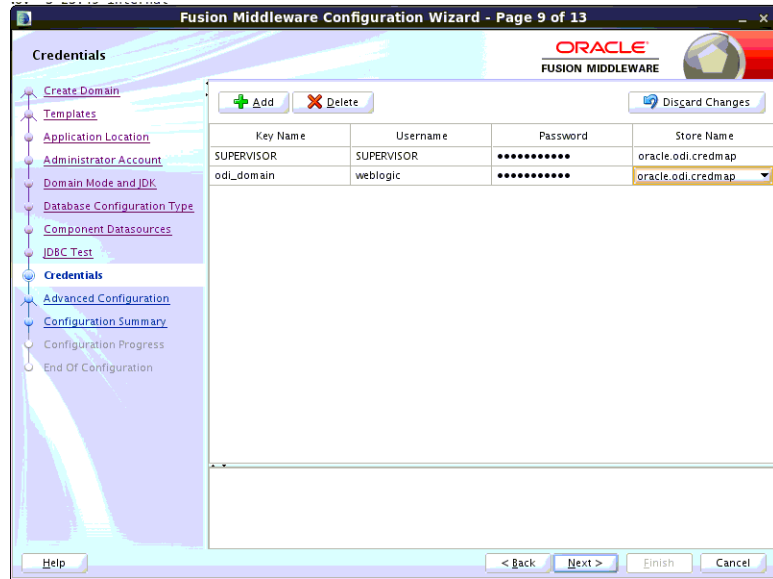 Fusion Middleware Configuration Wizard - Page 9 of 13
Credentials
ORACLE
FUSION MIDDLEWARE
Create Domain
Templates
Application Location
Administrator Account
Domain Mode and JDK
Database Configuration Type
Component Datasources
JDBC Test
Credentials
Advanced Configuration
Configuration Summary
Configuration Progress
End Of Configuration
Add Delete Discard Changes
Key Name Username Password Store Name
SUPERVISOR SUPERVISOR ●●●●●●●●●●● oracle.odi.credmap
odi_domain weblogic ●●●●●●●●●●● oracle.odi.credmap
Help < Back Next > Finish Cancel